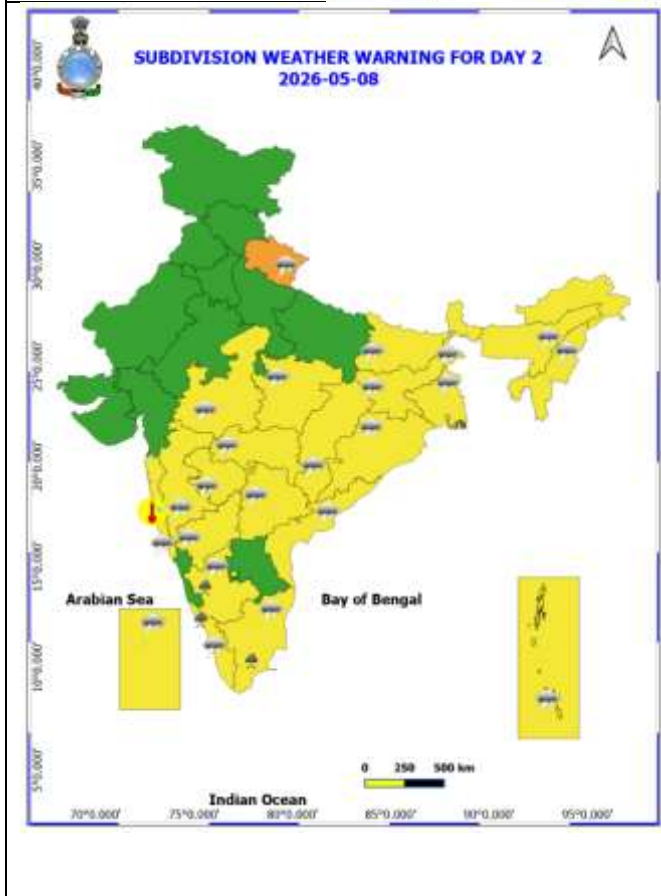 SUBDIVISION WEATHER WARNING FOR DAY 2
2026-05-08
40°0.000'
35°0.000'
30°0.000'
25°0.000'
20°0.000'
15°0.000'
10°0.000'
5°0.000'
Arabian Sea
Bay of Bengal
0 250 500 km
Indian Ocean
70°0.000' 75°0.000' 80°0.000' 85°0.000' 90°0.000' 95°0.000'